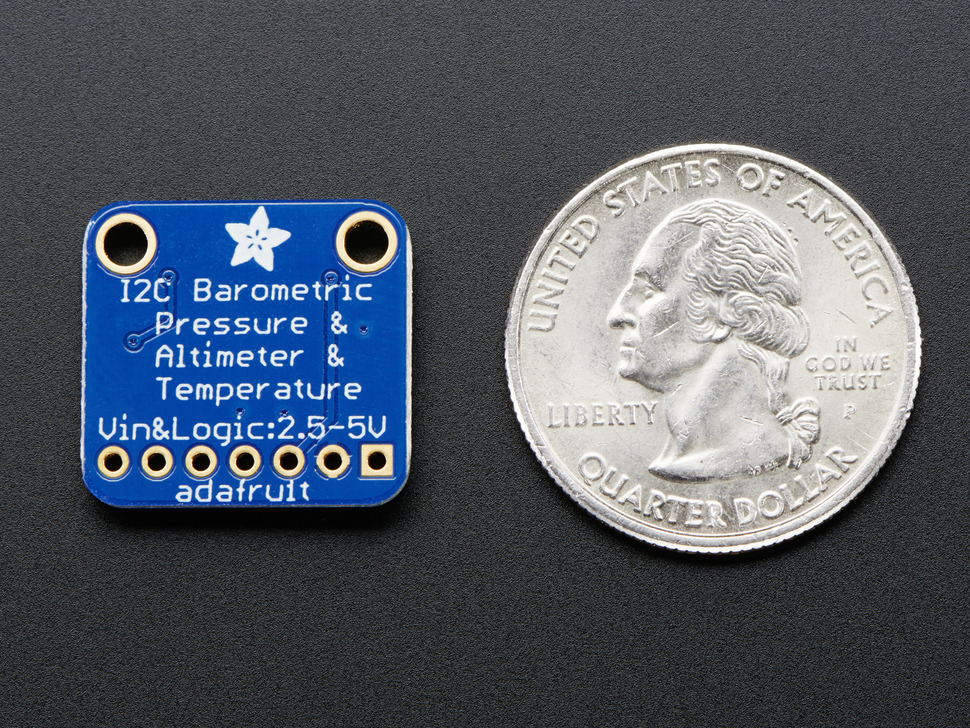 I2C Barometric
Pressure &
Altimeter &
Temperature
Vin&Logic:2.5-5V
adafruit
UNITED STATES OF AMERICA
IN
GOD WE
TRUST
P
LIBERTY
QUARTER DOLLAR